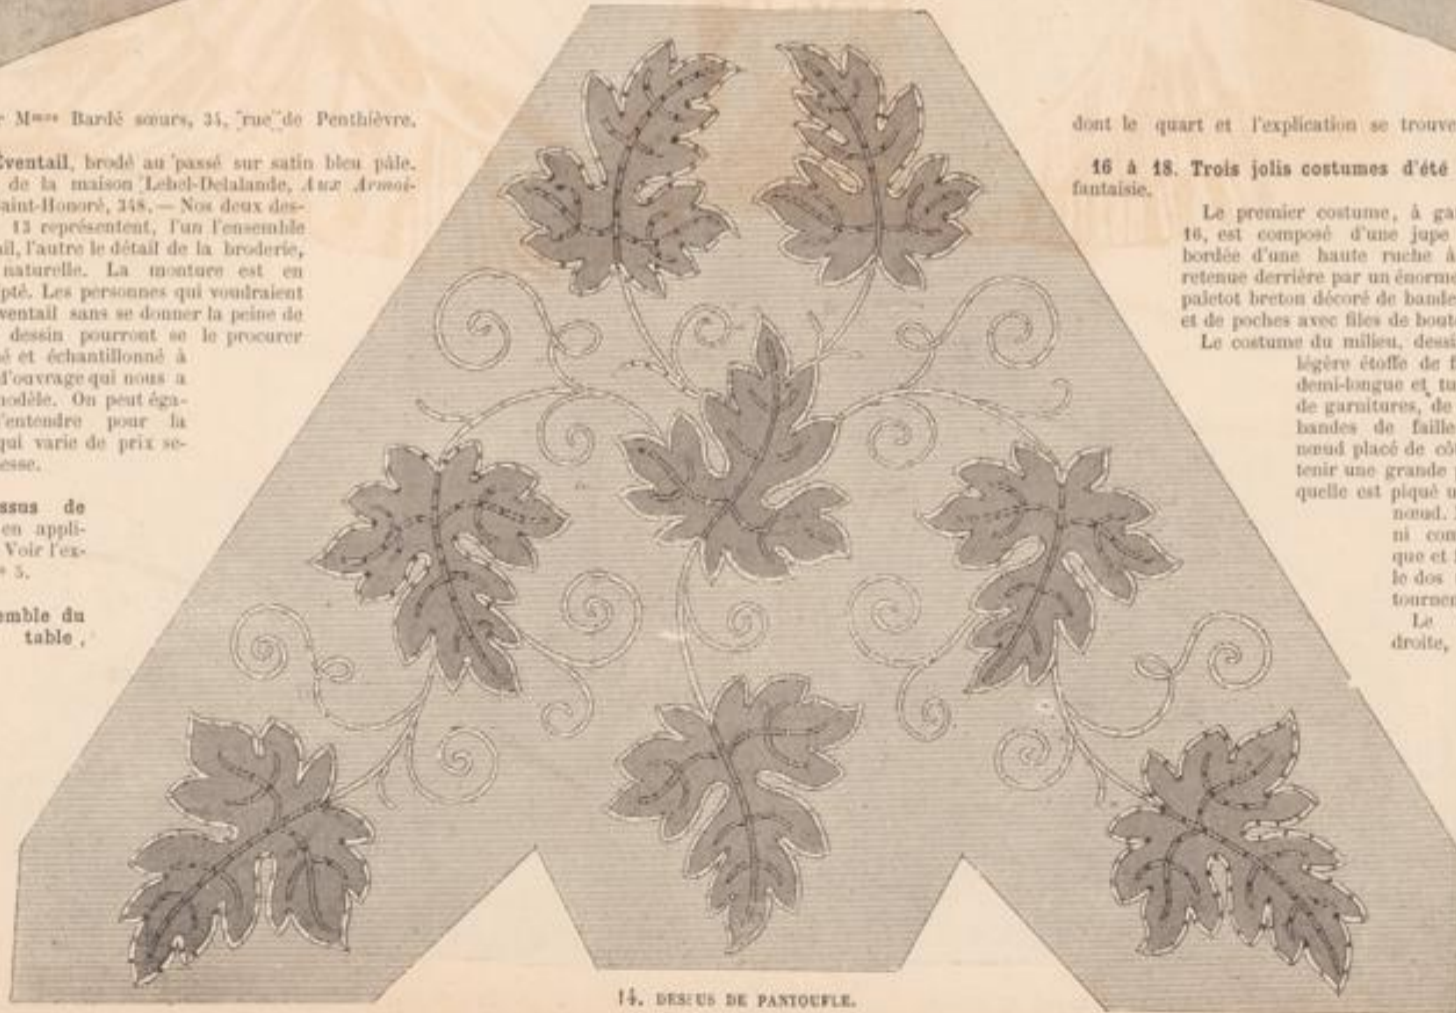 Mmes Bardé sœurs, 34, rue de Penthièvre.
Éventail, brodé au passé sur satin bleu pâle.
de la maison Lebel-Delalande, Aux Armoi-
aint-Honoré, 348. — Nos deux des-
13 représentent, l'un l'ensemble
ail, l'autre le détail de la broderie,
naturelle. La monture est en
pté. Les personnes qui voudraient
ventail sans se donner la peine de
dessin pourront se le procurer
é et échantillonné à
d'ouvrage qui nous a
modèle. On peut éga-
'entendre pour la
qui varie de prix se-
esse.
ssus de
en appli-
Voir l'ex-
5.
emble du
table,
14. DESSUS DE PANTOUFLE.
dont le quart et l'explication se trouve
16 à 18. Trois jolis costumes d'été
fantaisie.
Le premier costume, à ga
16, est composé d'une jupe
bordée d'une haute ruche à
retenue derrière par un énorme
paletot breton décoré de bande
et de poches avec files de bout
Le costume du milieu, dessi
légère étoffe de f
demi-longue et tu
de garnitures, de
bandes de faille
nœud placé de cô
tenir une grande
quelle est piqué u
nœud.
ni con
que et
le dos
tourner
Le
droite,